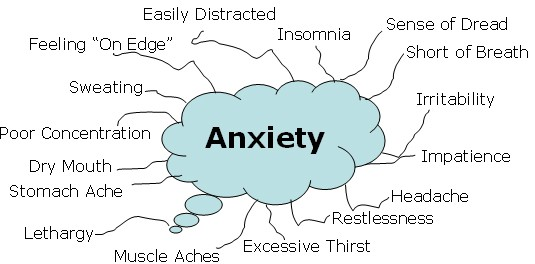 Easily Distracted
Sense of Dread
Insomnia
Feeling “On Edge”
Short of Breath
Sweating
Irritability
Poor Concentration
Anxiety
Impatience
Dry Mouth
Stomach Ache
Headache
Restlessness
Lethargy
Excessive Thirst
Muscle Aches